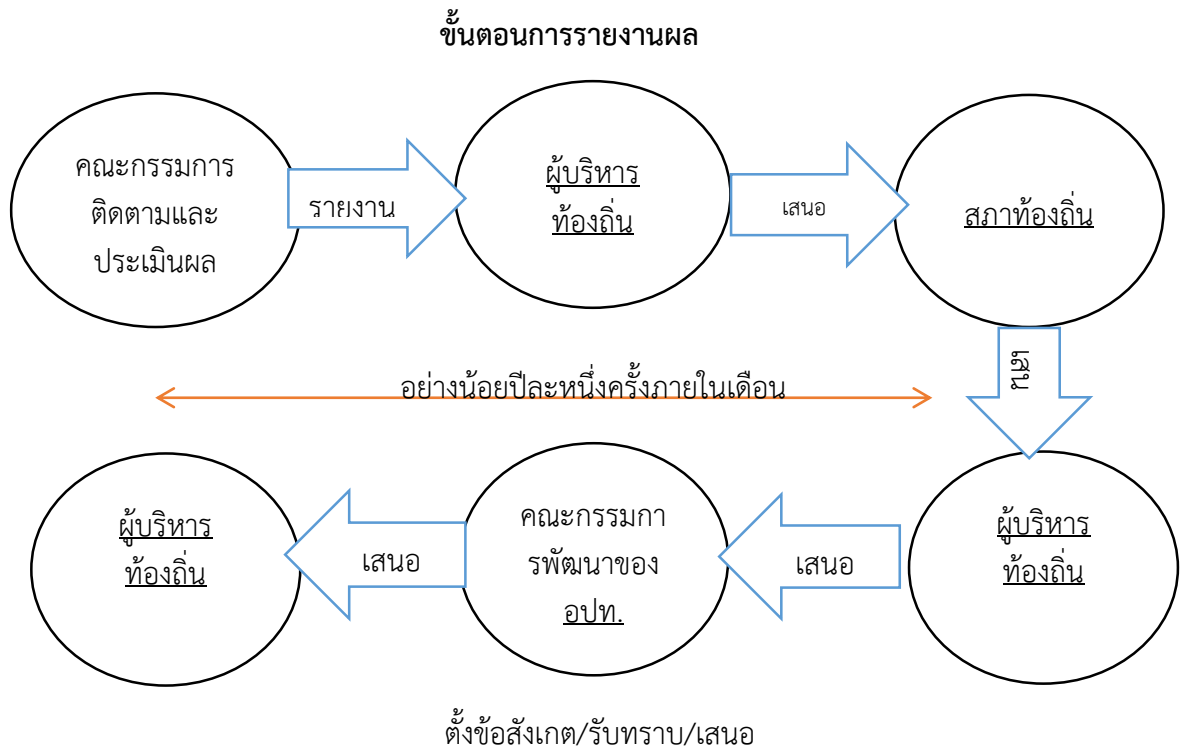 ขั้นตอนการรายงานผล
คณะกรรมการ
ติดตามและ
ประเมินผล
รายงาน
ผู้บริหาร
ท้องถิ่น
เสนอ
สภาท้องถิ่น
เสน
อย่างน้อยปีละหนึ่งครั้งภายในเดือน
ผู้บริหาร
ท้องถิ่น
เสนอ
คณะกรรมกา
รพัฒนาของ
อปท.
เสนอ
ผู้บริหาร
ท้องถิ่น
ตั้งข้อสังเกต/รับทราบ/เสนอ